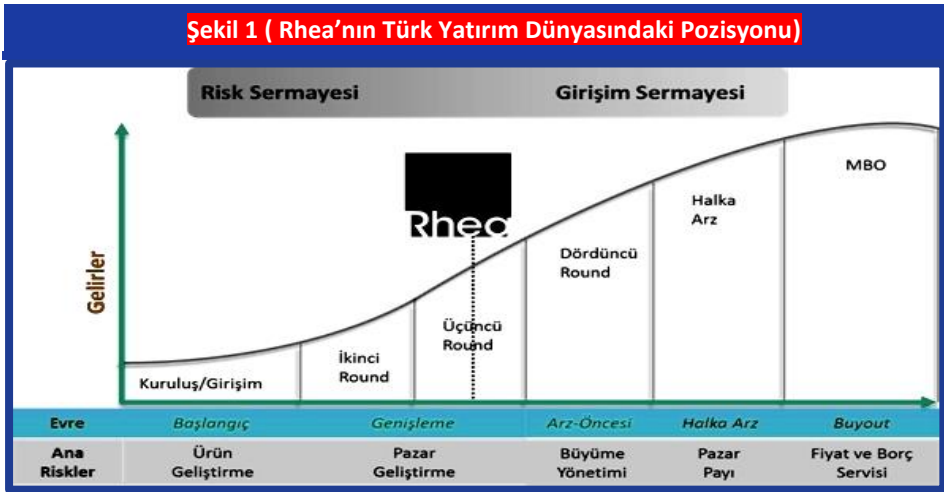 Şekil 1 ( Rhea’nın Türk Yatırım Dünyasındaki Pozisyonu)
Risk Sermayesi Girişim Sermayesi
MBO
Halka
Arz
Rhea
Dördüncü
Round
Gelirler
Üçüncü
Round
İkinci
Round
Kuruluş/Girişim
Evre Başlangıç Genişleme Arz-Öncesi Halka Arz Buyout
Ana
Riskler
Ürün
Geliştirme
Pazar
Geliştirme
Büyüme
Yönetimi
Pazar
Payı
Fiyat ve Borç
Servisi